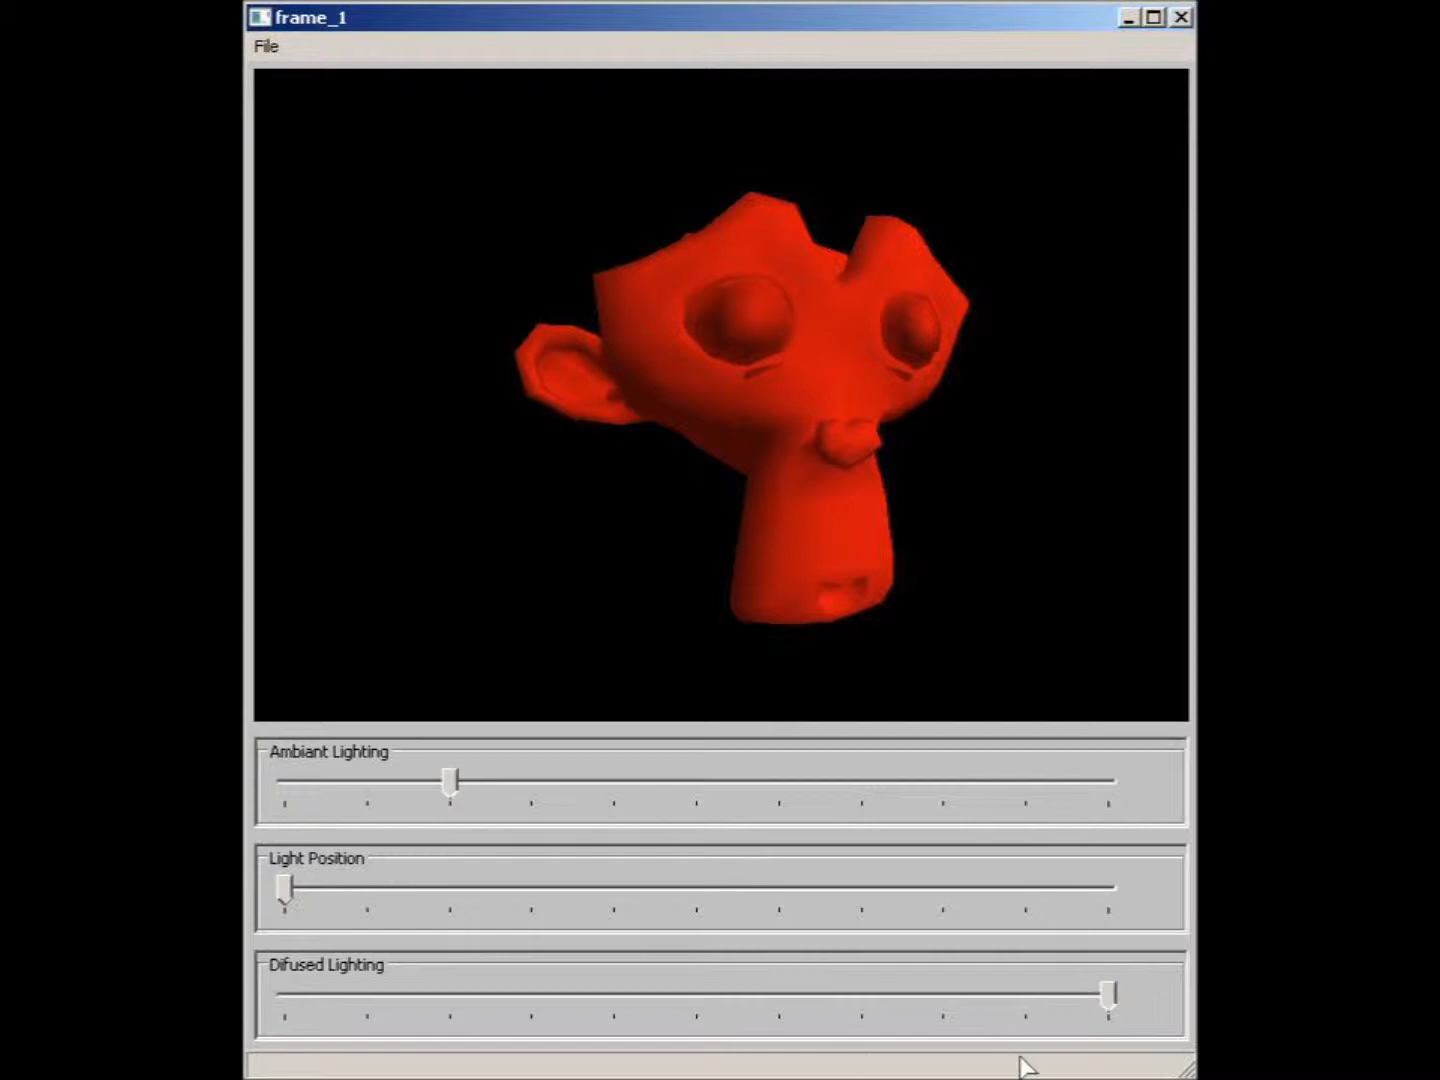 frame_1
File
Ambiant Lighting
Light Position
Difused Lighting